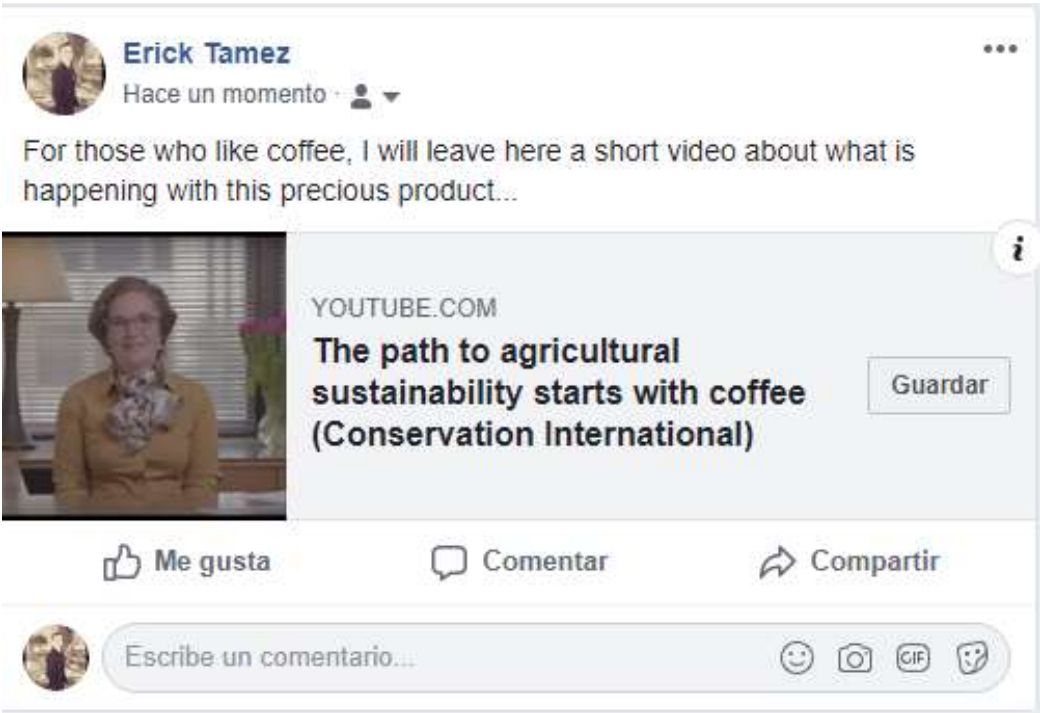 Erick Tamez
Hace un momento ·
For those who like coffee, I will leave here a short video about what is
happening with this precious product...
YOUTUBE.COM
The path to agricultural
sustainability starts with coffee
(Conservation International)
Guardar
Me gusta
Comentar
Compartir
Escribe un comentario...
GIF